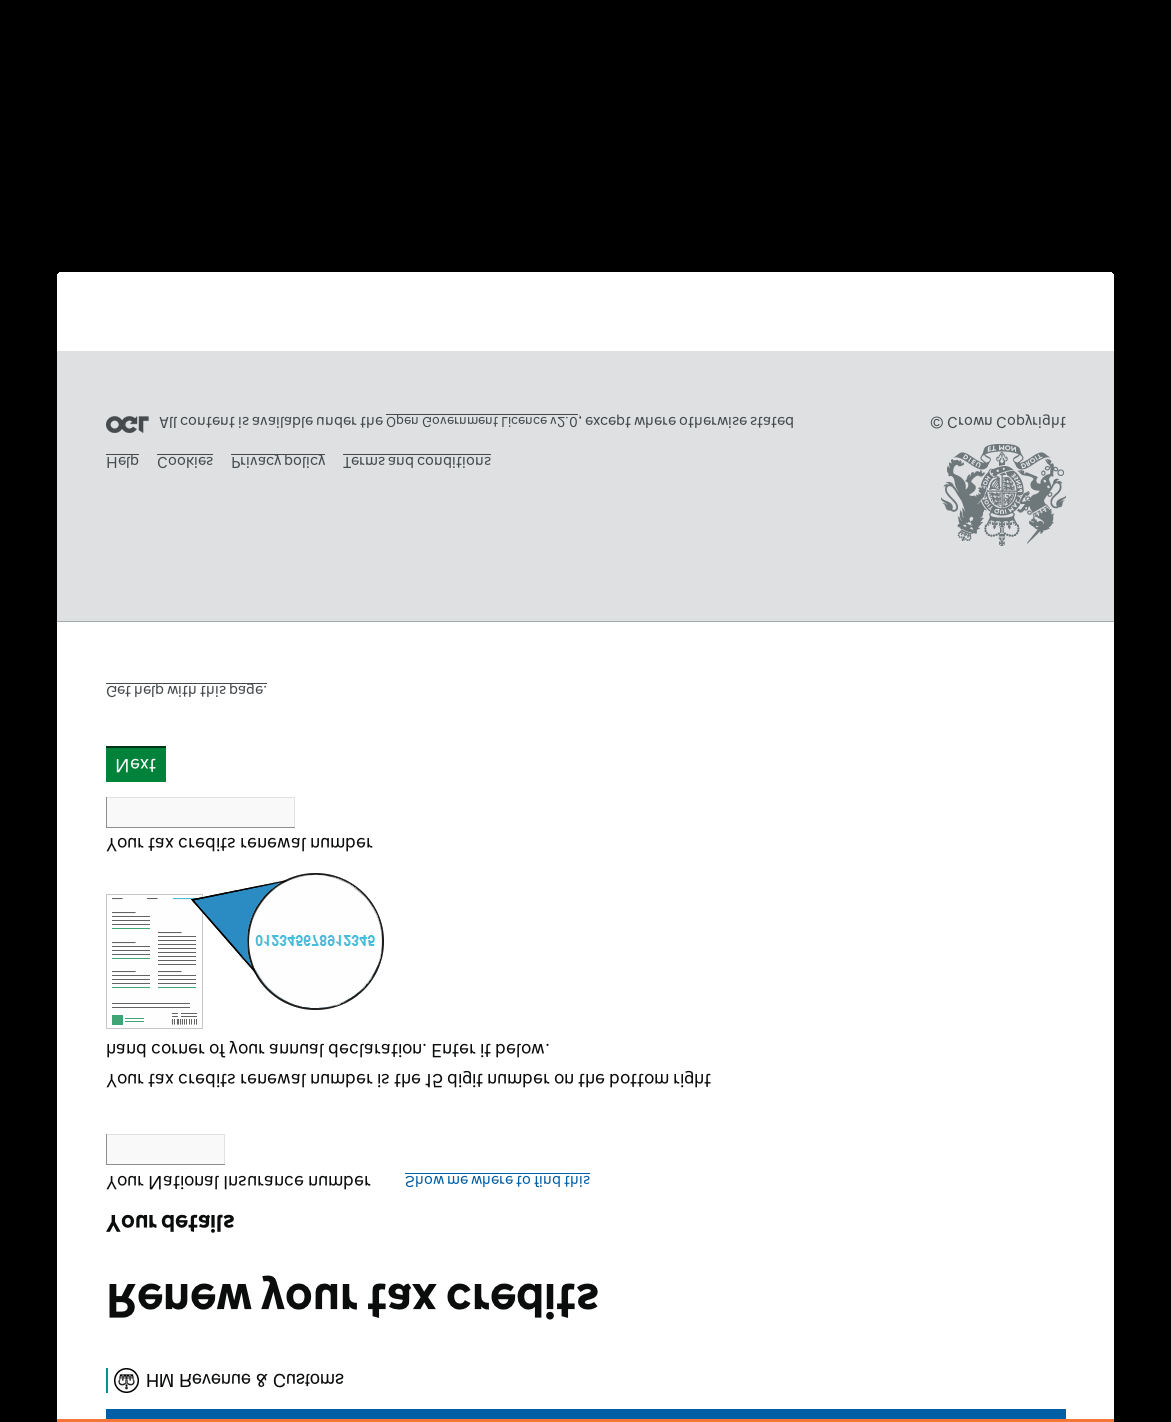 HM Revenue & Customs
Renew your tax credits
Your details
Your National Insurance number
Show me where to find this
Your tax credits renewal number is the 15 digit number on the bottom right
hand corner of your annual declaration. Enter it below.
012345678912345
Your tax credits renewal number
Next
Get help with this page.
Help Cookies Privacy policy Terms and conditions
OGL All content is available under the Open Government Licence v2.0, except where otherwise stated
© Crown Copyright
DIEU ET MON DROIT